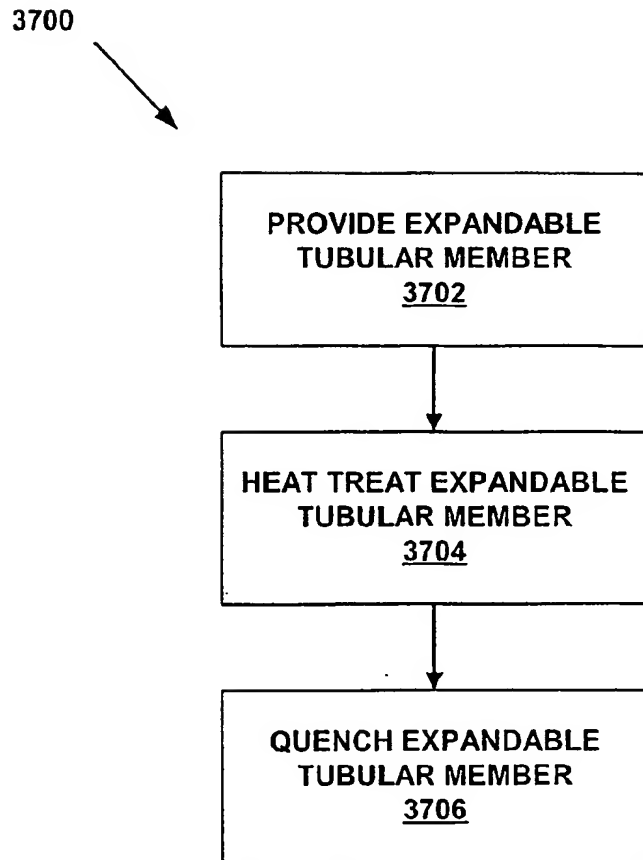 3700
PROVIDE EXPANDABLE
TUBULAR MEMBER
3702
HEAT TREAT EXPANDABLE
TUBULAR MEMBER
3704
QUENCH EXPANDABLE
TUBULAR MEMBER
3706